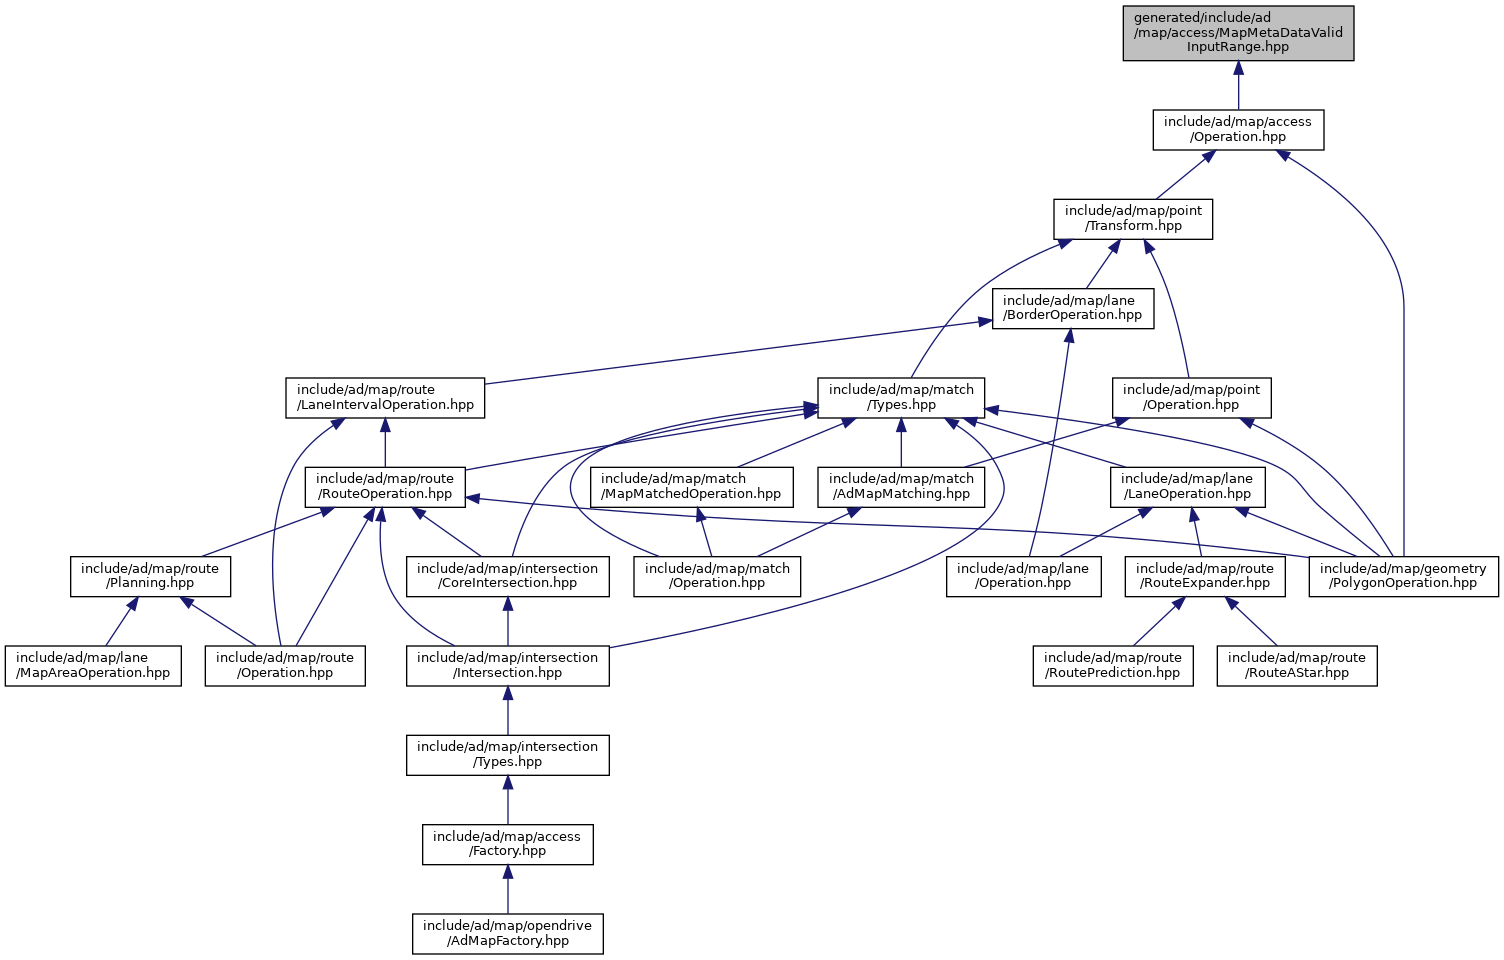 generated/include/ad
/map/access/MapMetaDataValid
InputRange.hpp
include/ad/map/access
/Operation.hpp
include/ad/map/point
/Transform.hpp
include/ad/map/lane
/BorderOperation.hpp
include/ad/map/route
/LaneIntervalOperation.hpp
include/ad/map/match
/Types.hpp
include/ad/map/point
/Operation.hpp
include/ad/map/route
/RouteOperation.hpp
include/ad/map/match
/MapMatchedOperation.hpp
include/ad/map/match
/AdMapMatching.hpp
include/ad/map/lane
/LaneOperation.hpp
include/ad/map/route
/Planning.hpp
include/ad/map/intersection
/CoreIntersection.hpp
include/ad/map/match
/Operation.hpp
include/ad/map/lane
/Operation.hpp
include/ad/map/route
/RouteExpander.hpp
include/ad/map/geometry
/PolygonOperation.hpp
include/ad/map/lane
/MapAreaOperation.hpp
include/ad/map/route
/Operation.hpp
include/ad/map/intersection
/Intersection.hpp
include/ad/map/route
/RoutePrediction.hpp
include/ad/map/route
/RouteAStar.hpp
include/ad/map/intersection
/Types.hpp
include/ad/map/access
/Factory.hpp
include/ad/map/opendrive
/AdMapFactory.hpp